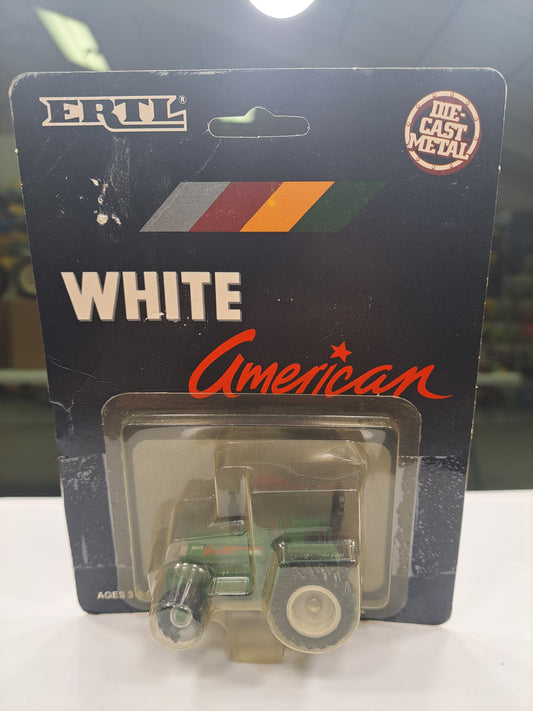 ERTL®
DIE-
CAST
METAL
WHITE
American
AGES 3